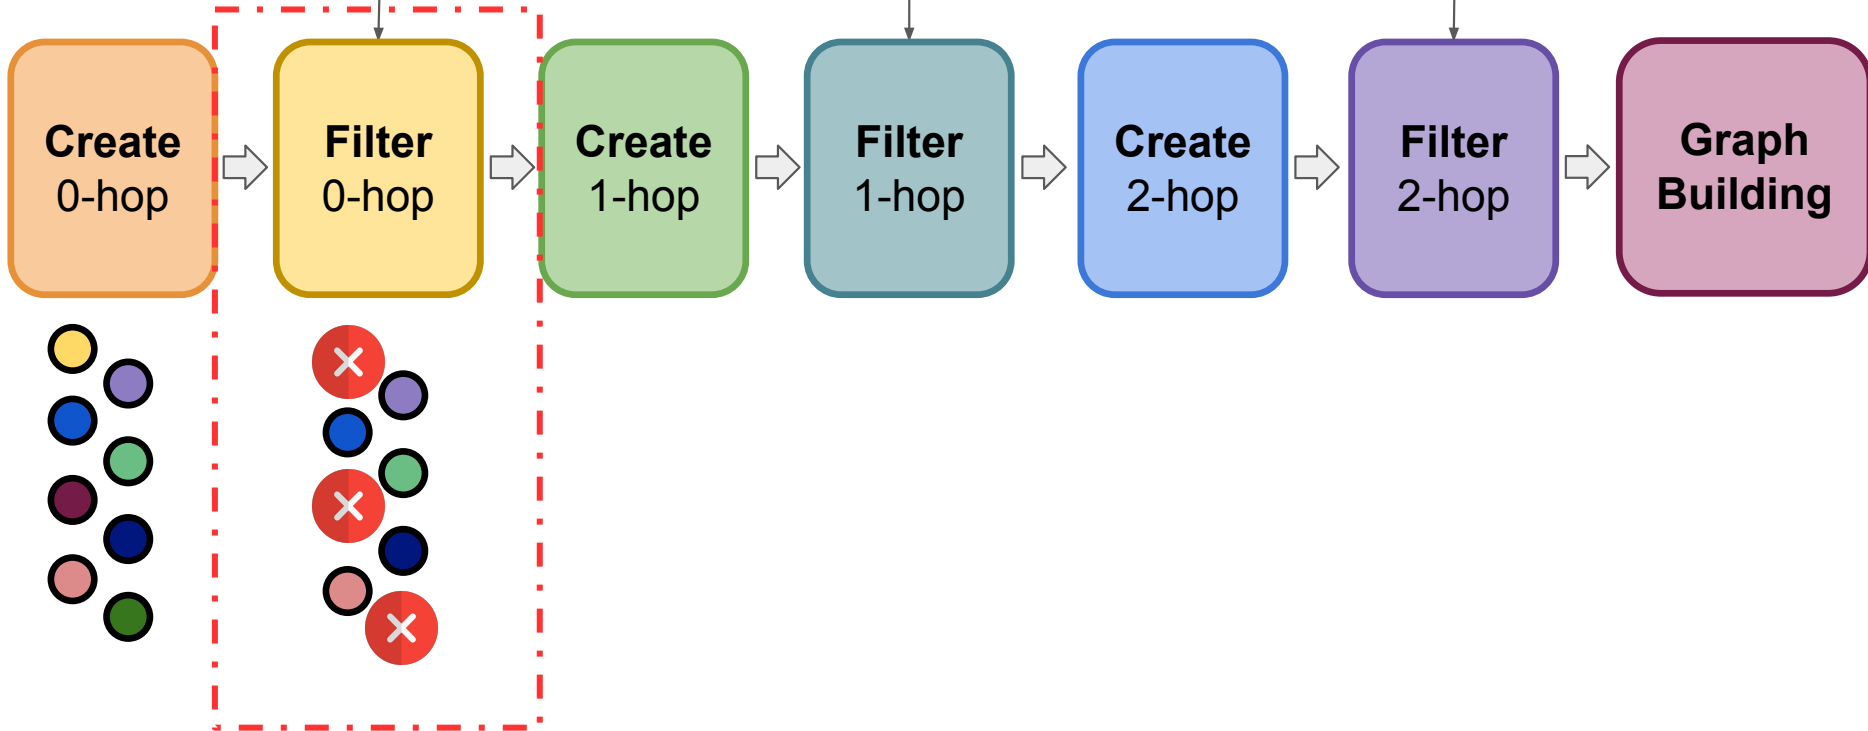 Create
0-hop
Filter
0-hop
Create
1-hop
Filter
1-hop
Create
2-hop
Filter
2-hop
Graph
Building